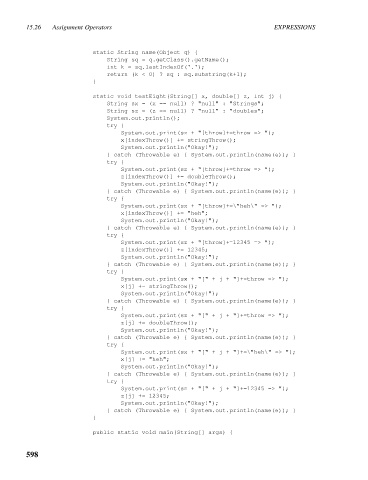 15.26 Assignment Operators EXPRESSIONS
static String name(Object q) {
String sq = q.getClass().getName();
int k = sq.lastIndexOf('.');
return (k < 0) ? sq : sq.substring(k+1);
}
static void testEight(String[] x, double[] z, int j) {
String sx = (x == null) ? "null" : "Strings";
String sz = (z == null) ? "null" : "doubles";
System.out.println();
try {
System.out.print(sx + "[throw]+=throw => ");
x[indexThrow()] += stringThrow();
System.out.println("Okay!");
} catch (Throwable e) { System.out.println(name(e)); }
try {
System.out.print(sz + "[throw]+=throw => ");
z[indexThrow()] += doubleThrow();
System.out.println("Okay!");
} catch (Throwable e) { System.out.println(name(e)); }
try {
System.out.print(sx + "[throw]+=\"heh\" => ");
x[indexThrow()] += "heh";
System.out.println("Okay!");
} catch (Throwable e) { System.out.println(name(e)); }
try {
System.out.print(sz + "[throw]+=12345 => ");
z[indexThrow()] += 12345;
System.out.println("Okay!");
} catch (Throwable e) { System.out.println(name(e)); }
try {
System.out.print(sx + "[" + j + "]+=throw => ");
x[j] += stringThrow();
System.out.println("Okay!");
} catch (Throwable e) { System.out.println(name(e)); }
try {
System.out.print(sz + "[" + j + "]+=throw => ");
z[j] += doubleThrow();
System.out.println("Okay!");
} catch (Throwable e) { System.out.println(name(e)); }
try {
System.out.print(sx + "[" + j + "]+=\"heh\" => ");
x[j] += "heh";
System.out.println("Okay!");
} catch (Throwable e) { System.out.println(name(e)); }
try {
System.out.print(sz + "[" + j + "]+=12345 => ");
z[j] += 12345;
System.out.println("Okay!");
} catch (Throwable e) { System.out.println(name(e)); }
}
public static void main(String[] args) {
598